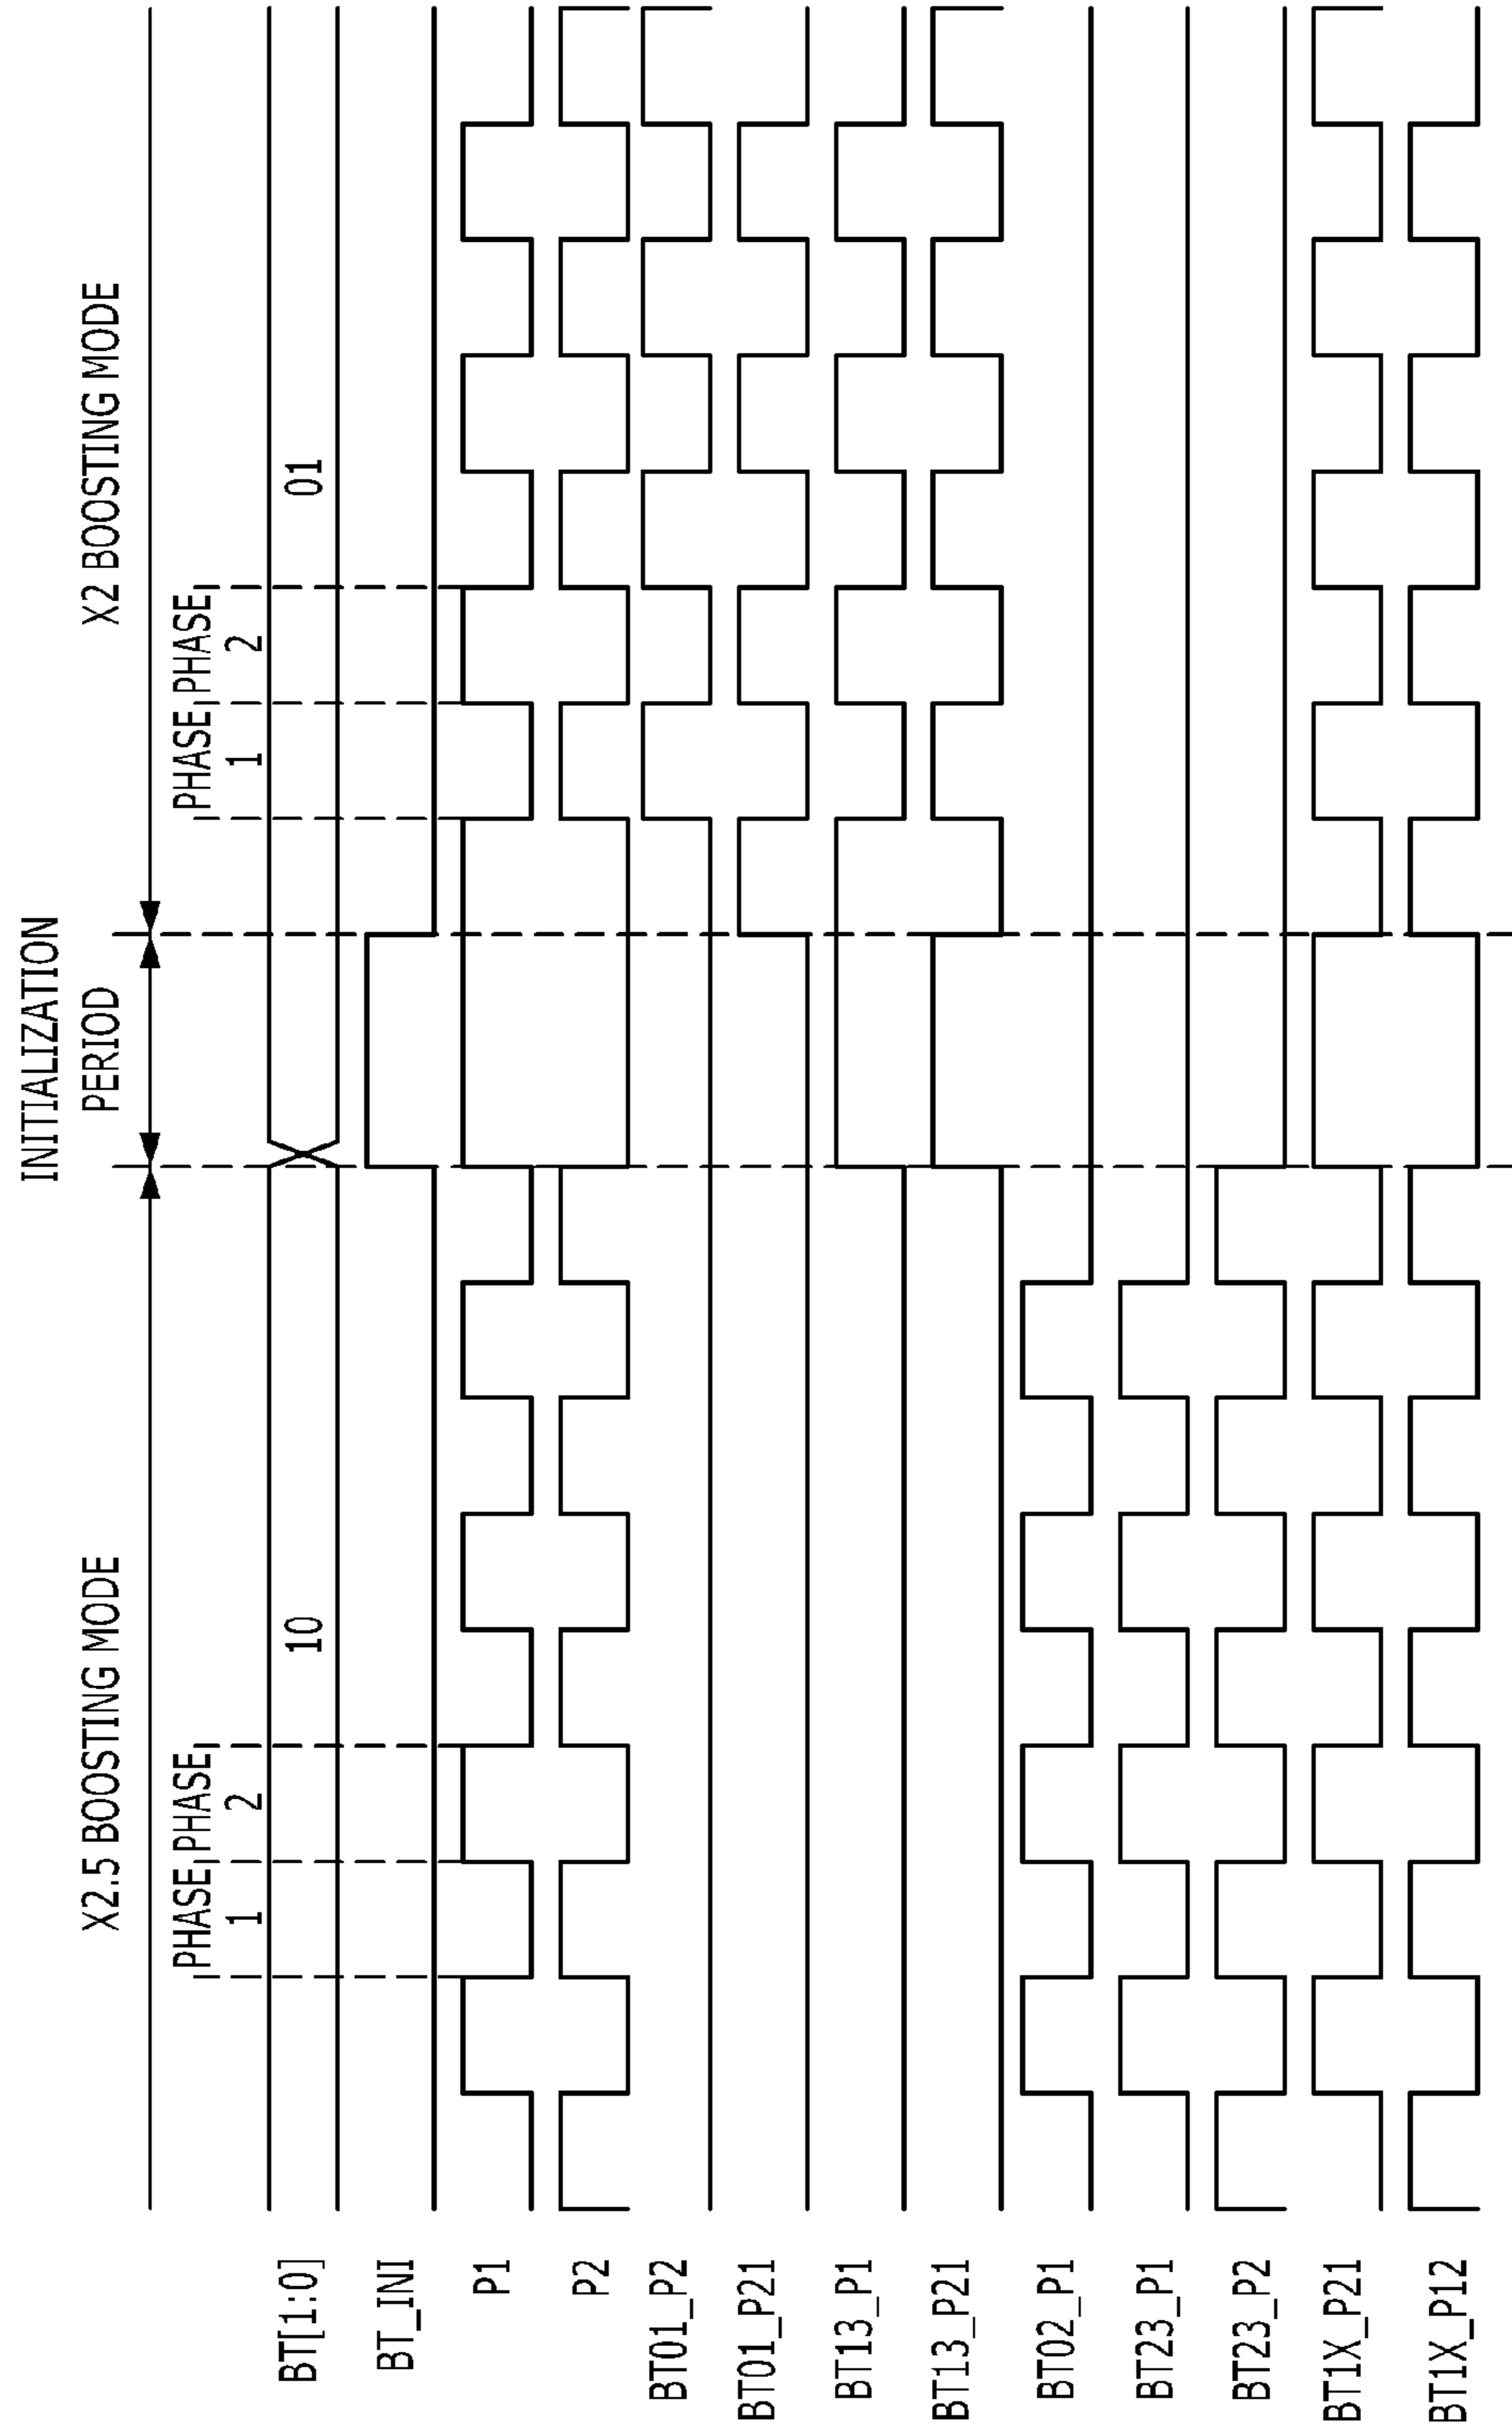 X2.5 BOOSTING MODE
INITIALIZATION
PERIOD
X2 BOOSTING MODE
PHASE PHASE
1 2
PHASE PHASE
1 2
BT[1:0]
10
01
BT_INI
P1
P2
BT01_P2
BT01_P21
BT13_P1
BT13_P21
BT02_P1
BT23_P1
BT23_P2
BT1X_P21
BT1X_P12